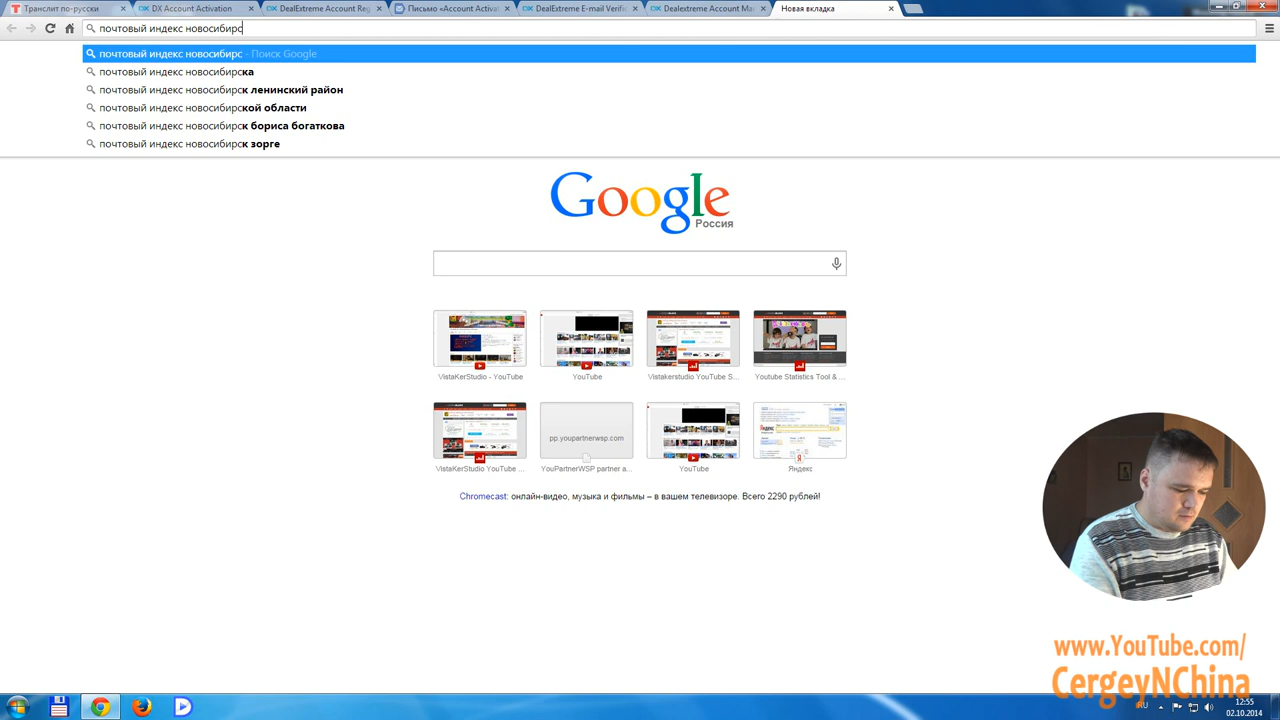 Транслит по-русски
DX Account Activation
DealExtreme Account Reg
Письмо «Account Activat
DealExtreme E-mail Verific
Dealextreme Account Ma
Новая вкладка
почтовый индекс новосибирс
почтовый индекс новосибирс - Поиск Google
почтовый индекс новосибирска
почтовый индекс новосибирск ленинский район
почтовый индекс новосибирской области
почтовый индекс новосибирск бориса богаткова
почтовый индекс новосибирск зорге
Google
Россия
VistaKerStudio - YouTube
YouTube
Vistakerstudio YouTube S...
Youtube Statistics Tool & ...
pp.youpartnerwsp.com
VistaKerStudio YouTube ...
YouPartnerWSP partner a...
YouTube
Яндекс
Chromecast: онлайн-видео, музыка и фильмы – в вашем телевизоре. Всего 2290 рублей!
www.YouTube.com/
CergeyNChina
RU
12:55
02.10.2014